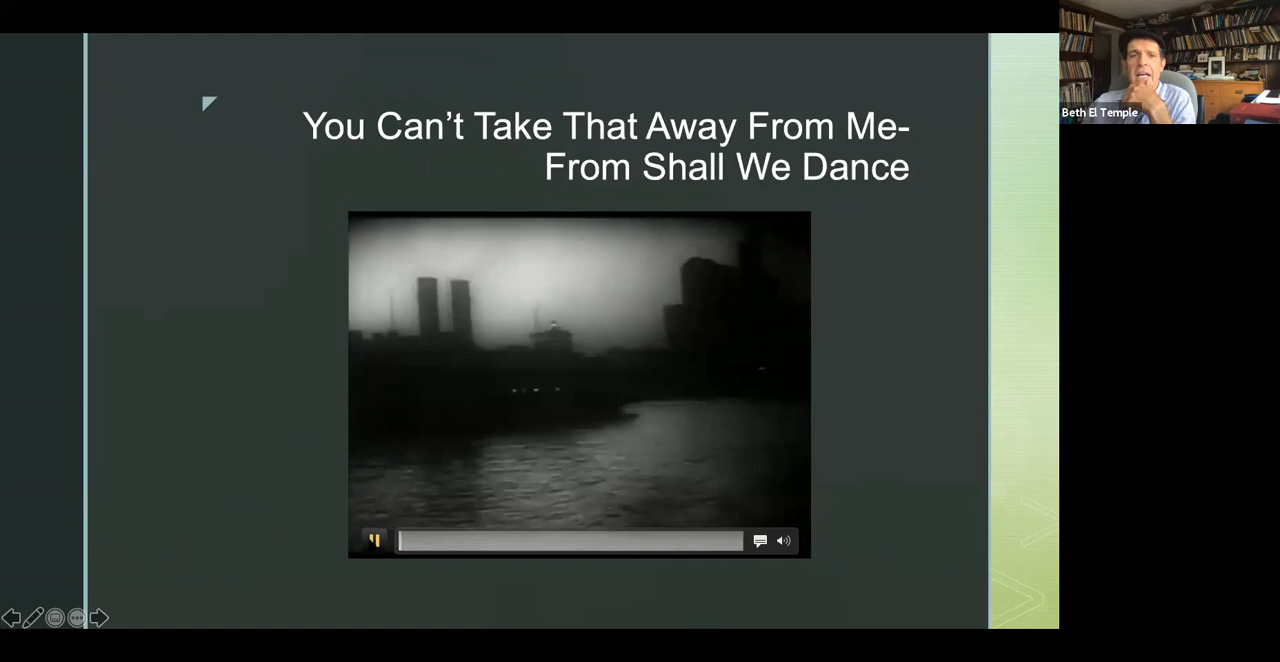 You Can’t Take That Away From Me-
From Shall We Dance
Beth El Temple